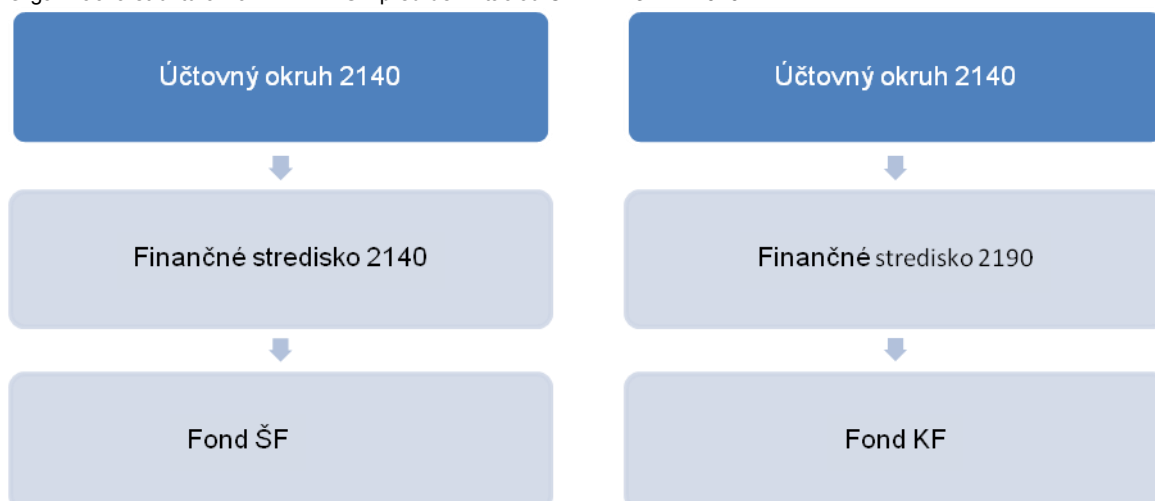 Účtovný okruh 2140
Účtovný okruh 2140
Finančné stredisko 2140
Finančné stredisko 2190
Fond ŠF
Fond KF